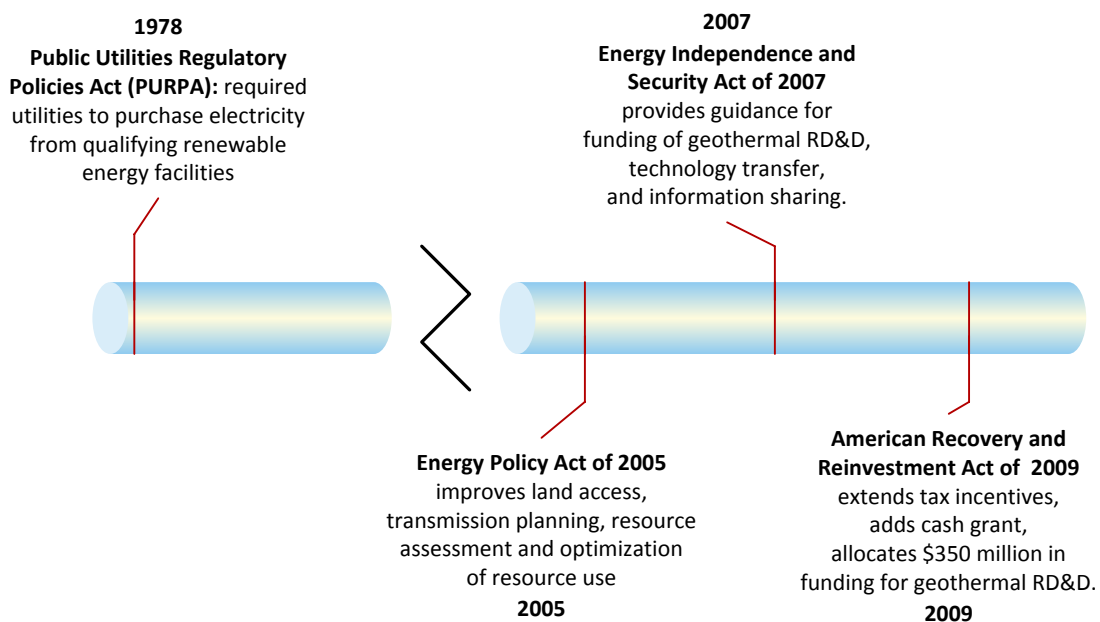 1978
Public Utilities Regulatory
Policies Act (PURPA): required
utilities to purchase electricity
from qualifying renewable
energy facilities
2007
Energy Independence and
Security Act of 2007
provides guidance for
funding of geothermal RD&D,
technology transfer,
and information sharing.
Energy Policy Act of 2005
improves land access,
transmission planning, resource
assessment and optimization
of resource use
2005
American Recovery and
Reinvestment Act of 2009
extends tax incentives,
adds cash grant,
allocates $350 million in
funding for geothermal RD&D.
2009